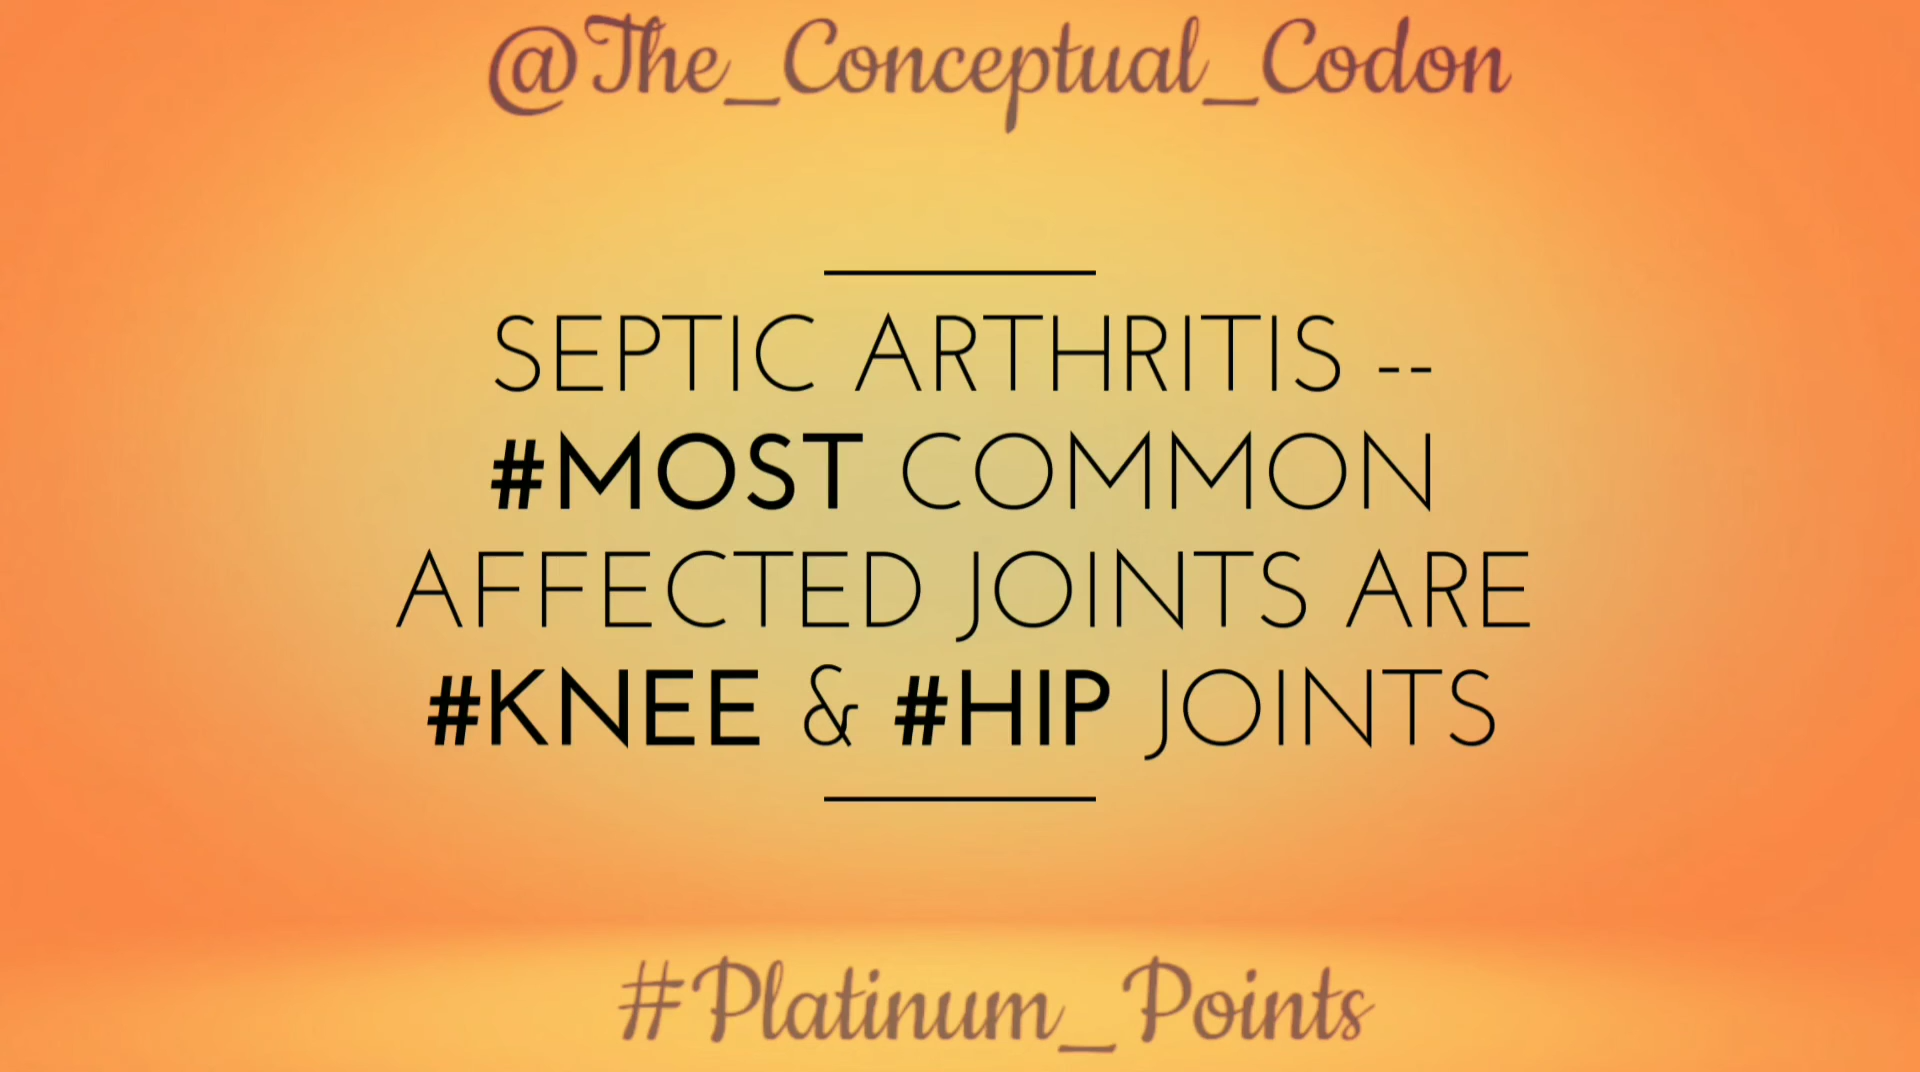 @The_Conceptual_Codon
SEPTIC ARTHRITIS --
#MOST COMMON
AFFECTED JOINTS ARE
#KNEE & #HIP JOINTS
#Platinum_Points